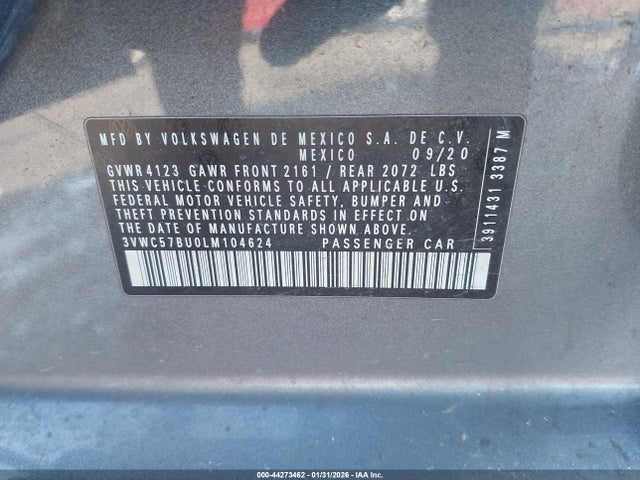 MFD BY VOLKSWAGEN DE MEXICO S.A. DE C.V.
MEXICO 09/20
GVWR 4123 GAWR FRONT 2161 / REAR 2072 LBS
THIS VEHICLE CONFORMS TO ALL APPLICABLE U.S.
FEDERAL MOTOR VEHICLE SAFETY, BUMPER AND
THEFT PREVENTION STANDARDS IN EFFECT ON
THE DATE OF MANUFACTURE SHOWN ABOVE.
3VWC57BU0LM104624 PASSENGER CAR
3911431 3387 M
000-44273462 - 01/31/2026 - IAA Inc.